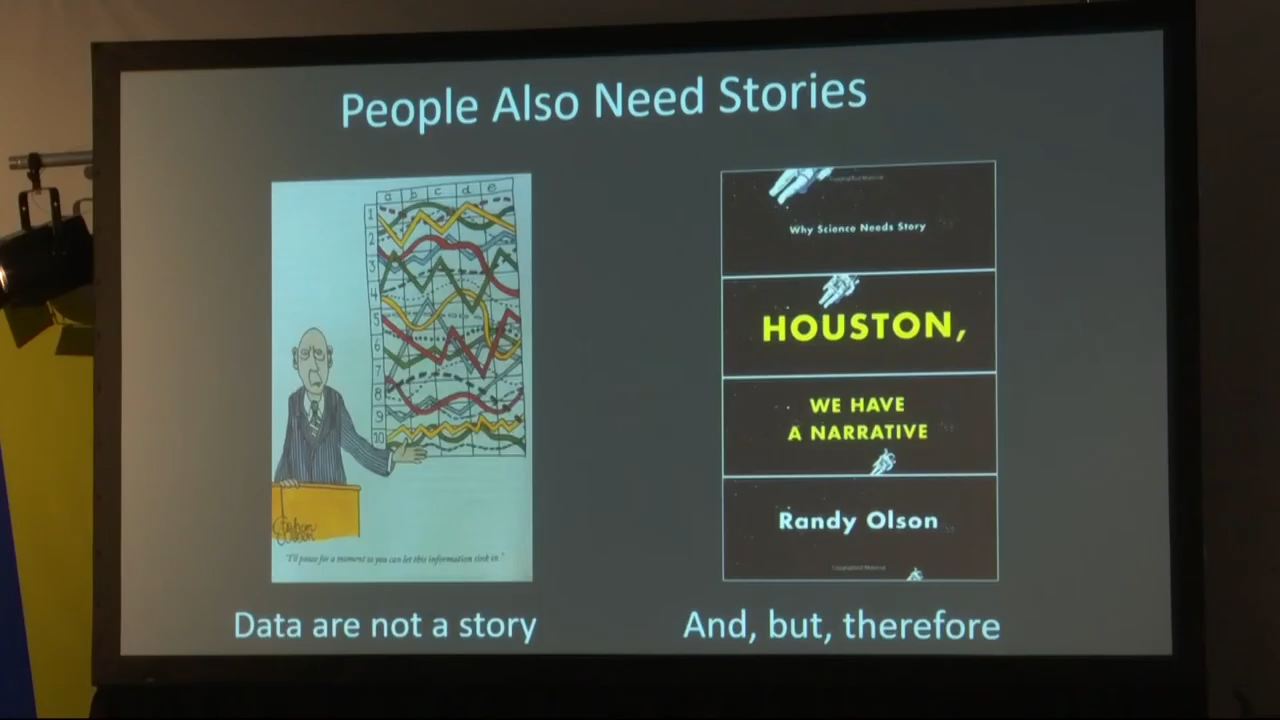 People Also Need Stories
a b c d e
1
2
3
4
5
6
7
8
9
10
"I'll pause for a moment so you can let this information sink in."
Data are not a story
Why Science Needs Story
HOUSTON,
WE HAVE
A NARRATIVE
Randy Olson
And, but, therefore